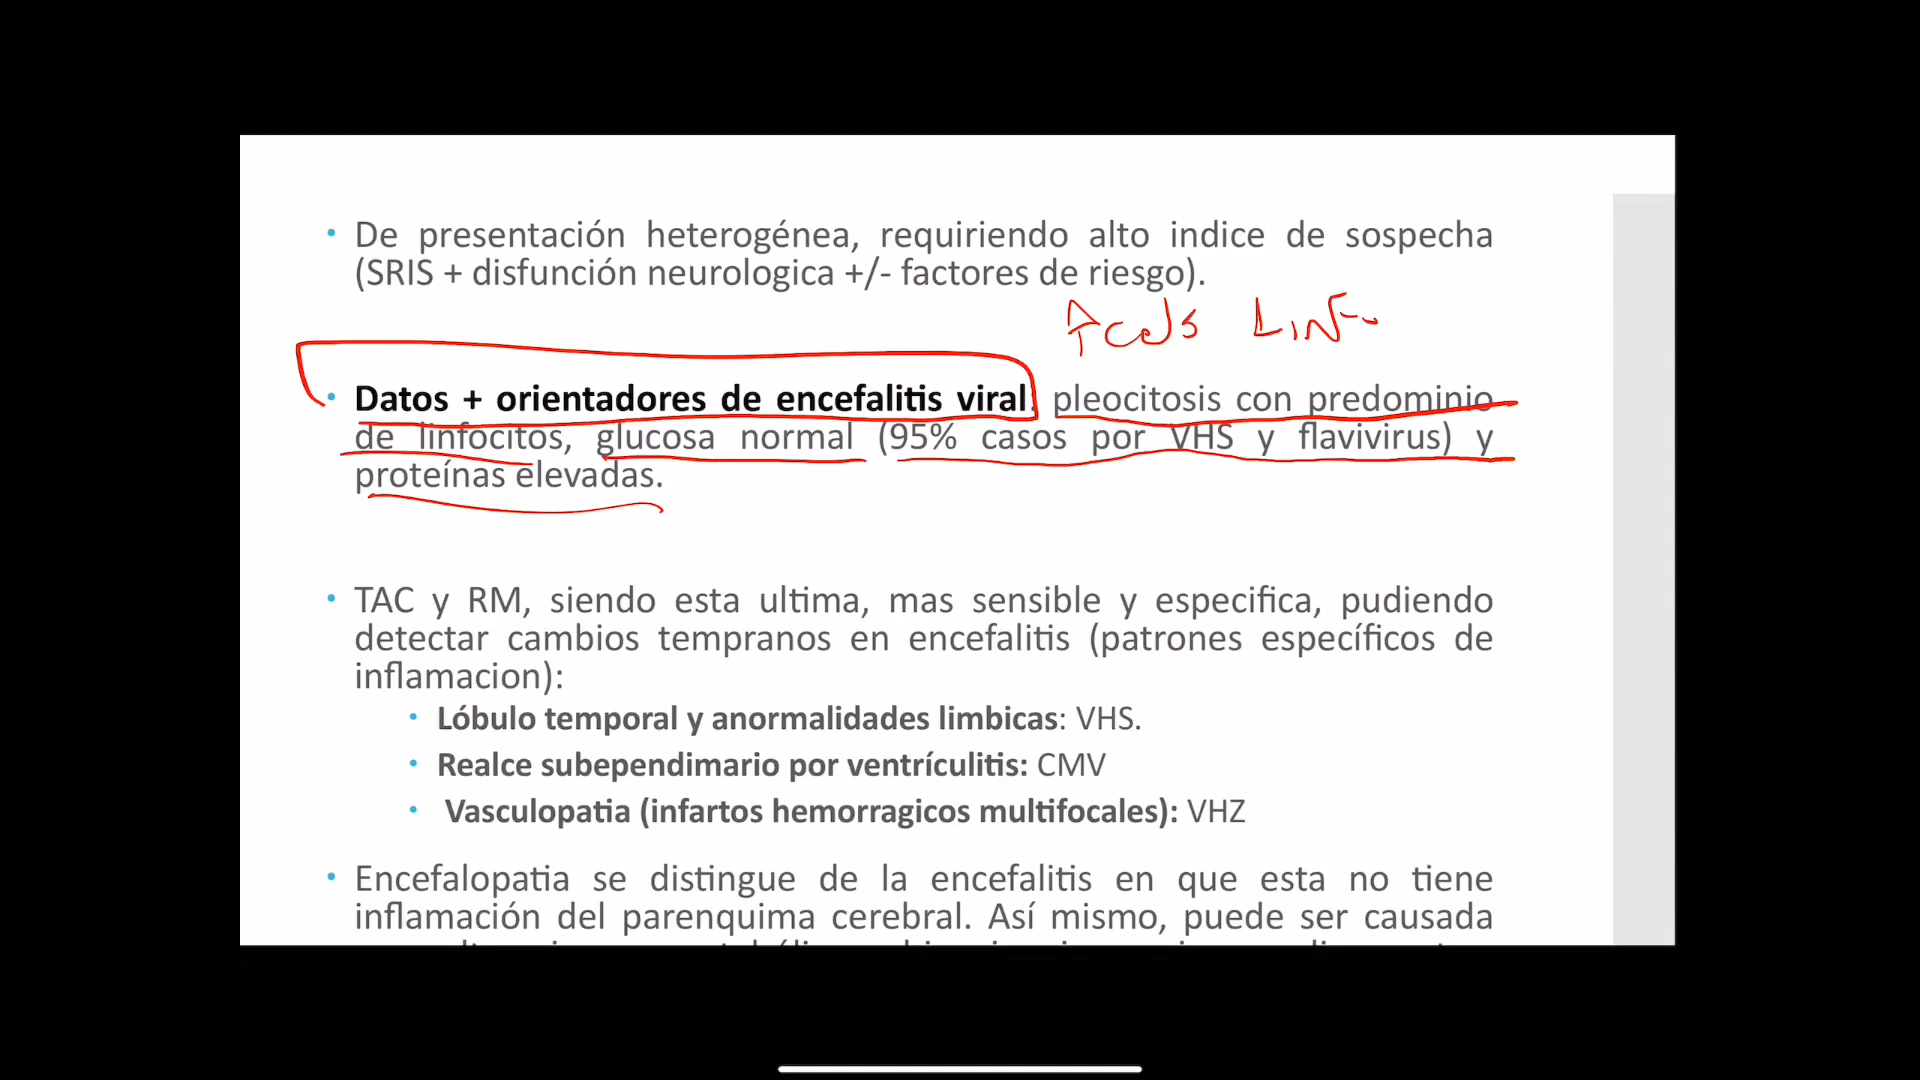 • De presentación heterogénea, requiriendo alto indice de sospecha
(SRIS + disfunción neurologica +/- factores de riesgo).
↑cels Linf.
• Datos + orientadores de encefalitis viral: pleocitosis con predominio
de linfocitos, glucosa normal (95% casos por VHS y flavivirus) y
proteínas elevadas.
• TAC y RM, siendo esta ultima, mas sensible y especifica, pudiendo
detectar cambios tempranos en encefalitis (patrones específicos de
inflamacion):
• Lóbulo temporal y anormalidades limbicas: VHS.
• Realce subependimario por ventrículitis: CMV
• Vasculopatia (infartos hemorragicos multifocales): VHZ
• Encefalopatia se distingue de la encefalitis en que esta no tiene
inflamación del parenquima cerebral. Así mismo, puede ser causada